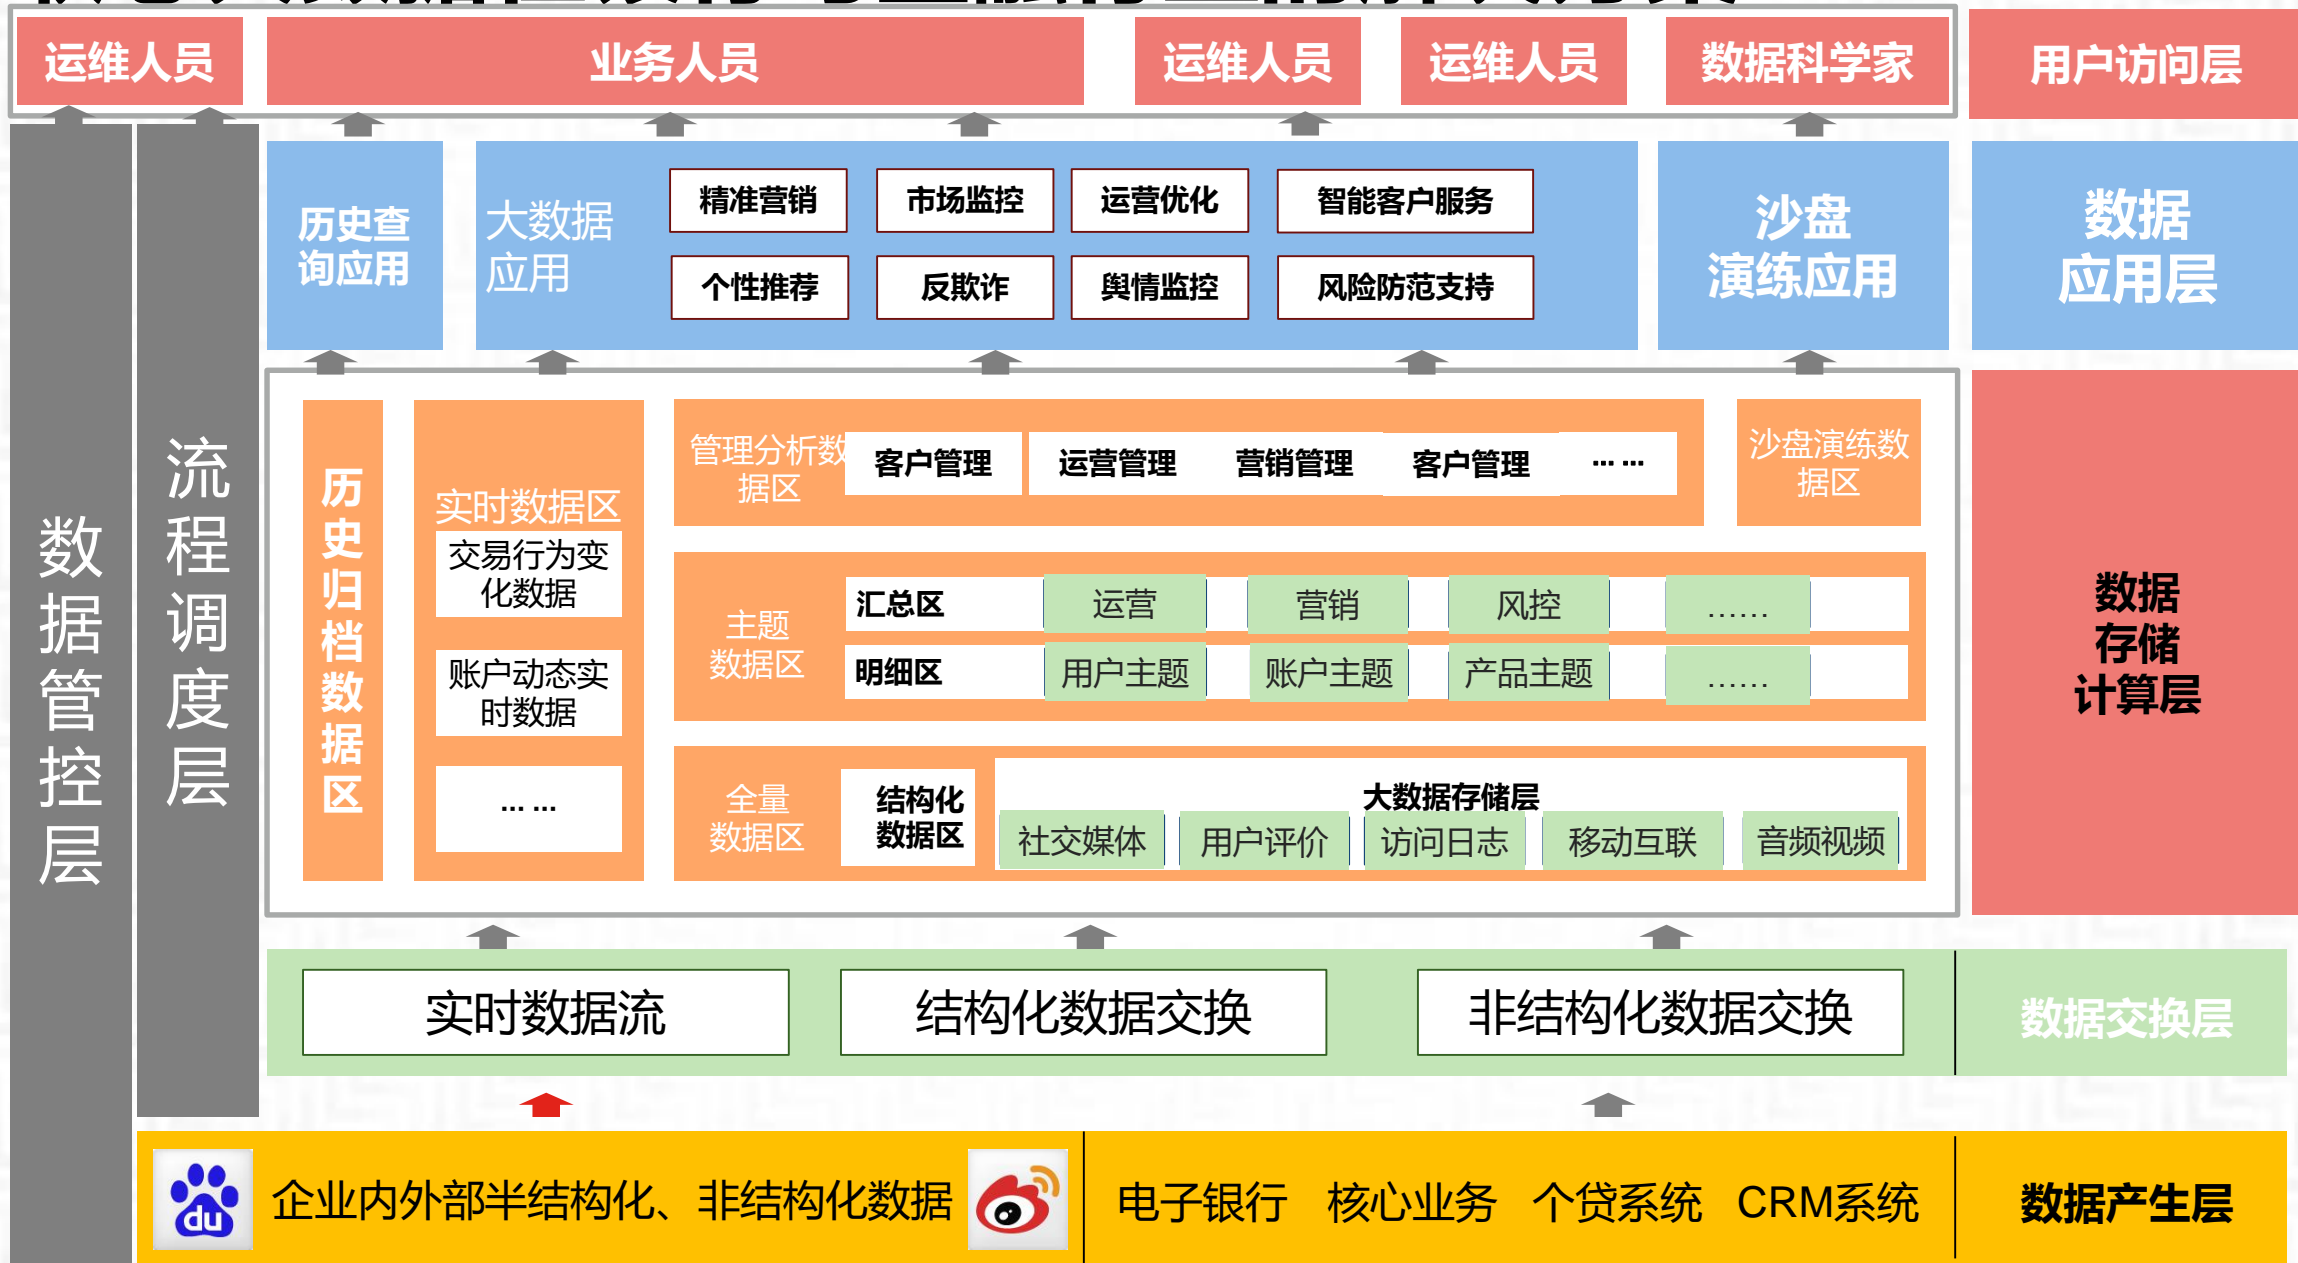 运维人员
业务人员
运维人员
运维人员
数据科学家
用户访问层
历史查
询应用
大数据
应用
精准营销
市场监控
运营优化
智能客户服务
个性推荐
反欺诈
舆情监控
风险防范支持
沙盘
演练应用
数据
应用层
数据管控层
流程调度层
历史归档数据区
实时数据区
交易行为变
化数据
账户动态实
时数据
... ...
管理分析数
据区
客户管理
运营管理
营销管理
客户管理
... ...
沙盘演练数
据区
主题
数据区
汇总区
运营
营销
风控
......
明细区
用户主题
账户主题
产品主题
......
全量
数据区
结构化
数据区
大数据存储层
社交媒体
用户评价
访问日志
移动互联
音频视频
数据
存储
计算层
实时数据流
结构化数据交换
非结构化数据交换
数据交换层
du
企业内外部半结构化、非结构化数据
电子银行
核心业务
个贷系统
CRM系统
数据产生层